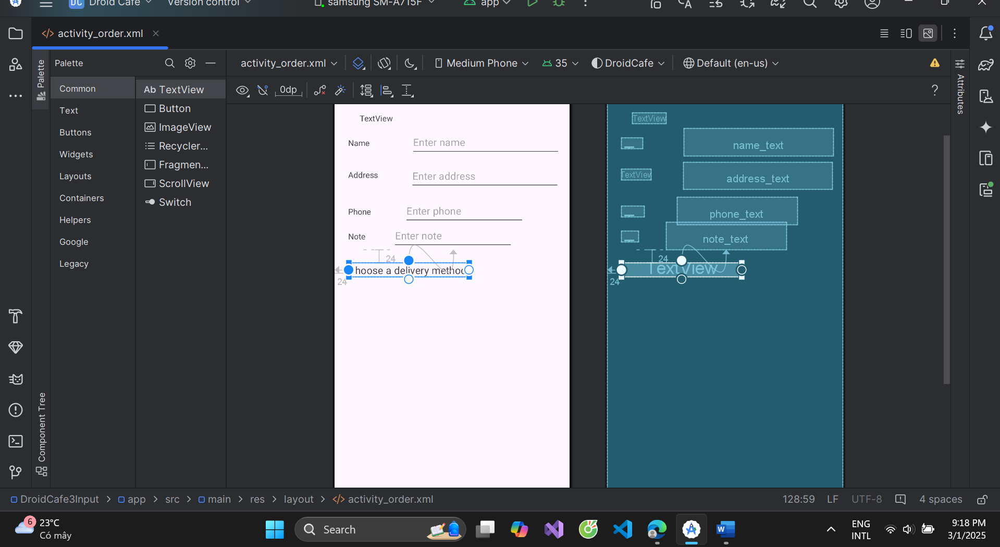 DC Droid Cafe Version control samsung SM-A715F app
activity_order.xml
Palette
Palette
activity_order.xml Medium Phone 35 DroidCafe Default (en-us)
0dp ?
Attributes
Common
Text
Buttons
Widgets
Layouts
Containers
Helpers
Google
Legacy
Ab TextView
Button
ImageView
Recycler...
Fragmen...
ScrollView
Switch
TextView
Name Enter name
Address Enter address
Phone Enter phone
Note Enter note
24
hoose a delivery method
24
TextView
name_text
TextView address_text
phone_text
note_text
24
TextView
24
Component Tree
DroidCafe3Input > app > src > main > res > layout > activity_order.xml
128:59 LF UTF-8 4 spaces
6 23°C
Có mây
Search
W
ENG
INTL
9:18 PM
3/1/2025